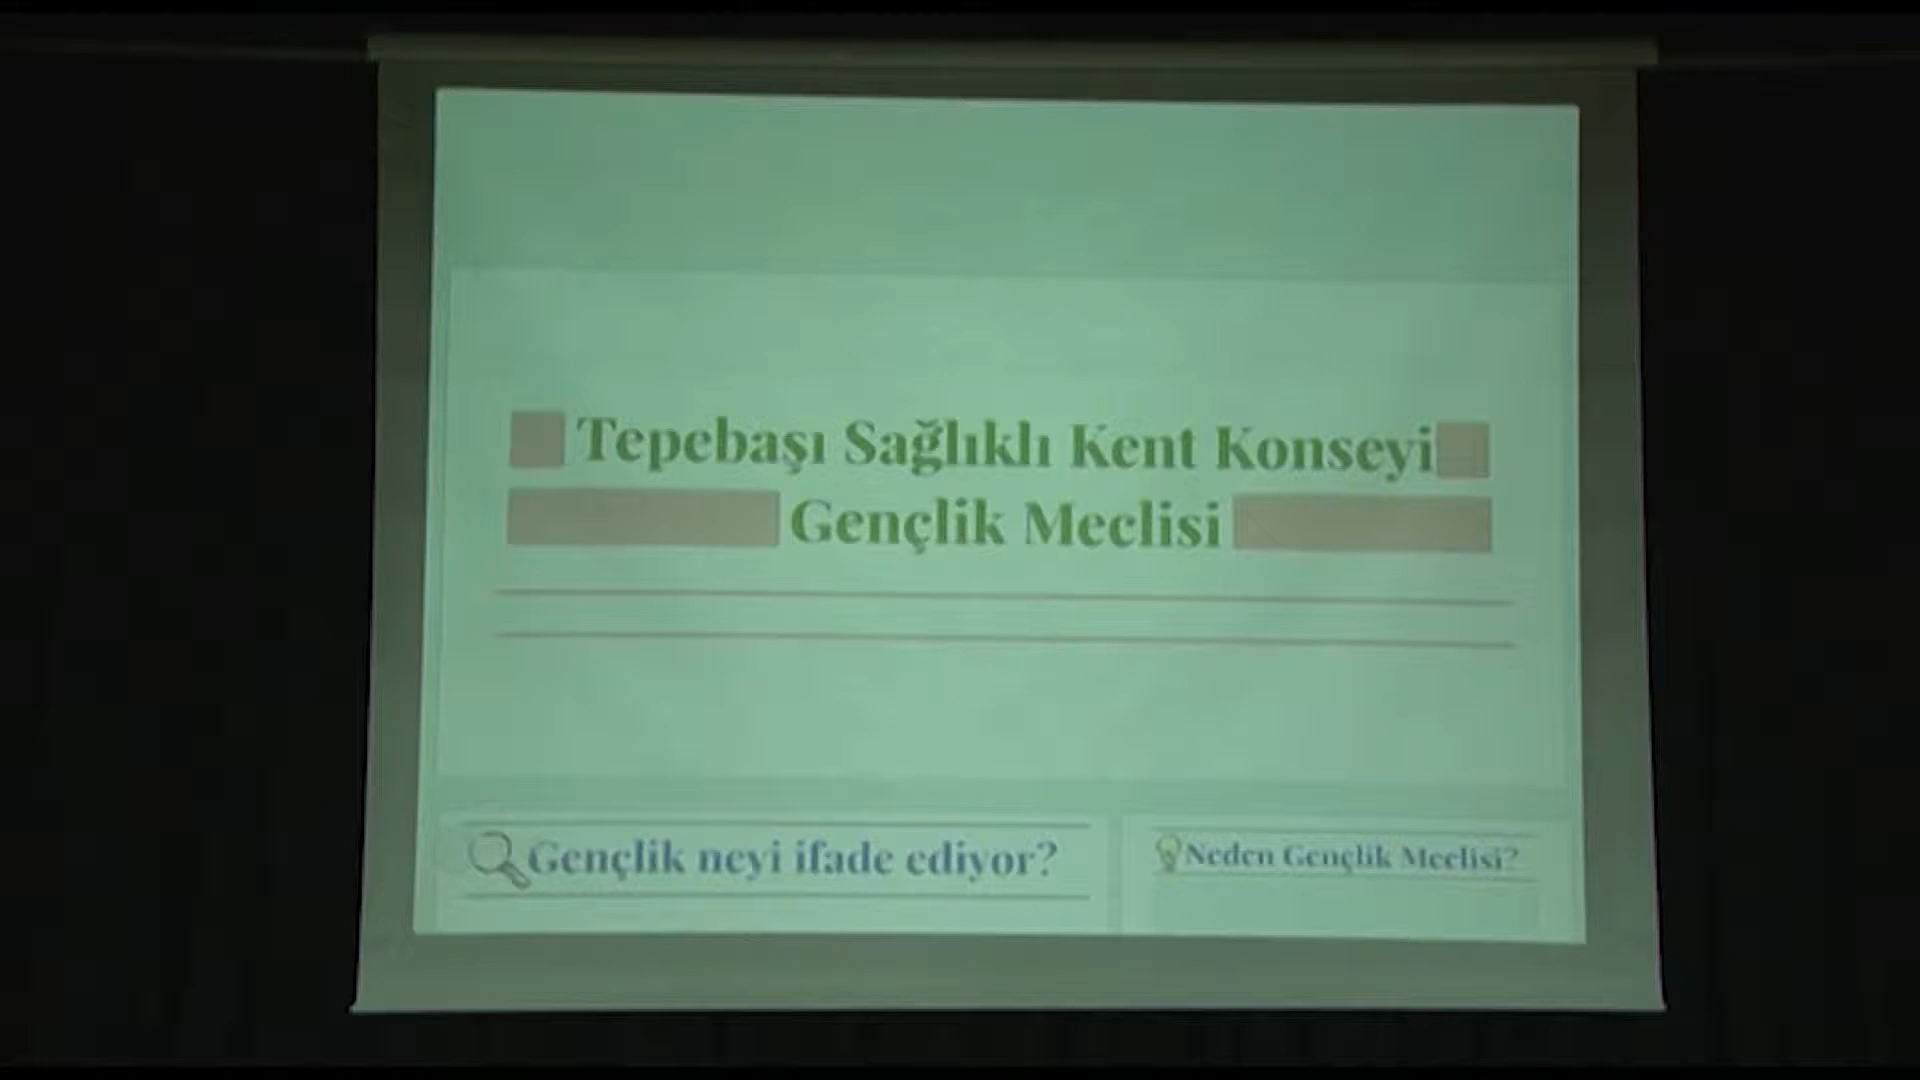 Tepebaşı Sağlıklı Kent Konseyi
Gençlik Meclisi
Gençlik neyi ifade ediyor?
Neden Gençlik Meclisi?